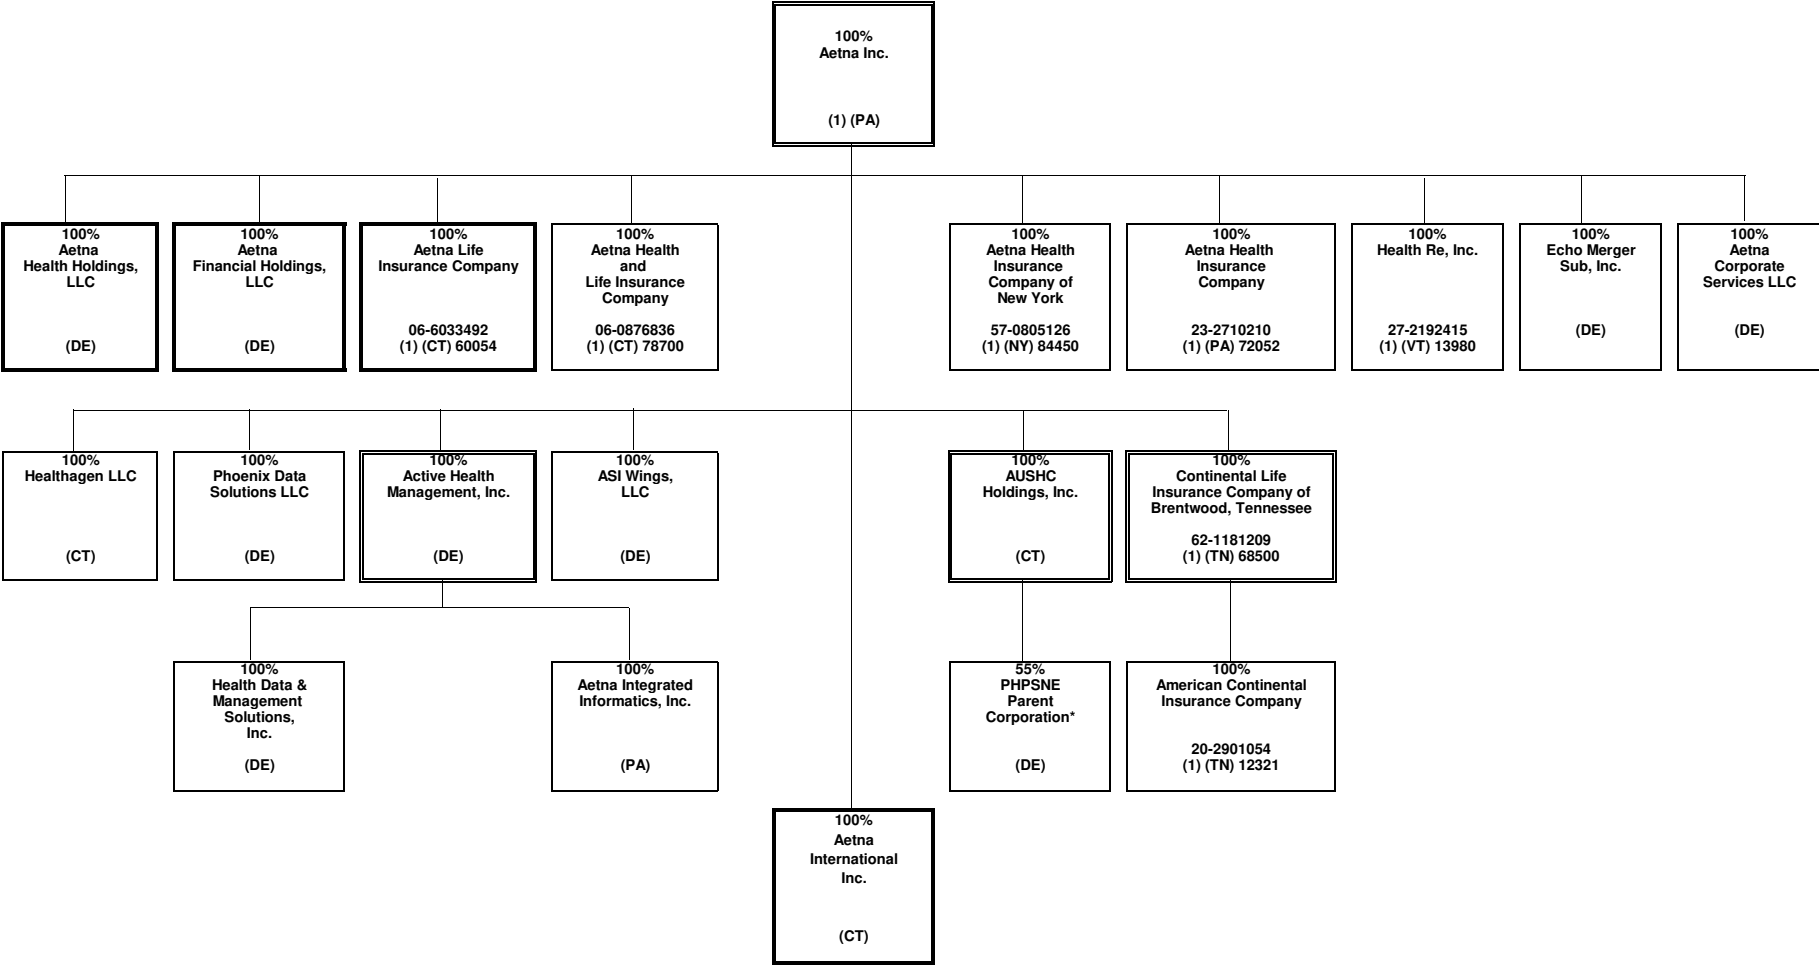 100%
Aetna Inc.
(1) (PA)
100%
Aetna
Health Holdings,
LLC
(DE)
100%
Aetna
Financial Holdings,
LLC
(DE)
100%
Aetna Life
Insurance Company
06-6033492
(1) (CT) 60054
100%
Aetna Health
and
Life Insurance
Company
06-0876836
(1) (CT) 78700
100%
Aetna Health
Insurance
Company of
New York
57-0805126
(1) (NY) 84450
100%
Aetna Health
Insurance
Company
23-2710210
(1) (PA) 72052
100%
Health Re, Inc.
27-2192415
(1) (VT) 13980
100%
Echo Merger
Sub, Inc.
(DE)
100%
Aetna
Corporate
Services LLC
(DE)
100%
Healthagen LLC
(CT)
100%
Phoenix Data
Solutions LLC
(DE)
100%
Active Health
Management, Inc.
(DE)
100%
ASI Wings,
LLC
(DE)
100%
AUSHC
Holdings, Inc.
(CT)
100%
Continental Life
Insurance Company of
Brentwood, Tennessee
62-1181209
(1) (TN) 68500
100%
Health Data &
Management
Solutions,
Inc.
(DE)
100%
Aetna Integrated
Informatics, Inc.
(PA)
55%
PHPSNE
Parent
Corporation*
(DE)
100%
American Continental
Insurance Company
20-2901054
(1) (TN) 12321
100%
Aetna
International
Inc.
(CT)